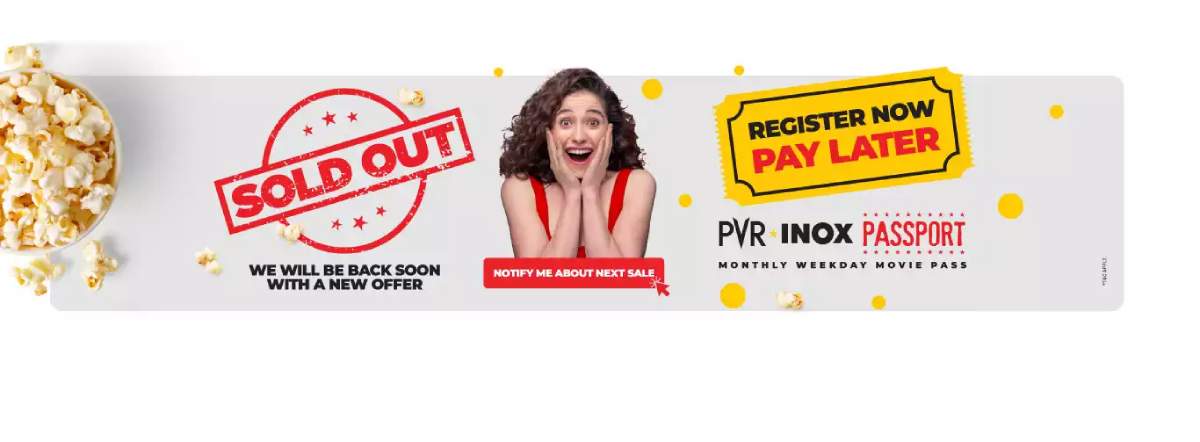 SOLD OUT
WE WILL BE BACK SOON
WITH A NEW OFFER
NOTIFY ME ABOUT NEXT SALE
REGISTER NOW
PAY LATER
PVR INOX PASSPORT
MONTHLY WEEKDAY MOVIE PASS
*T&C APPLY